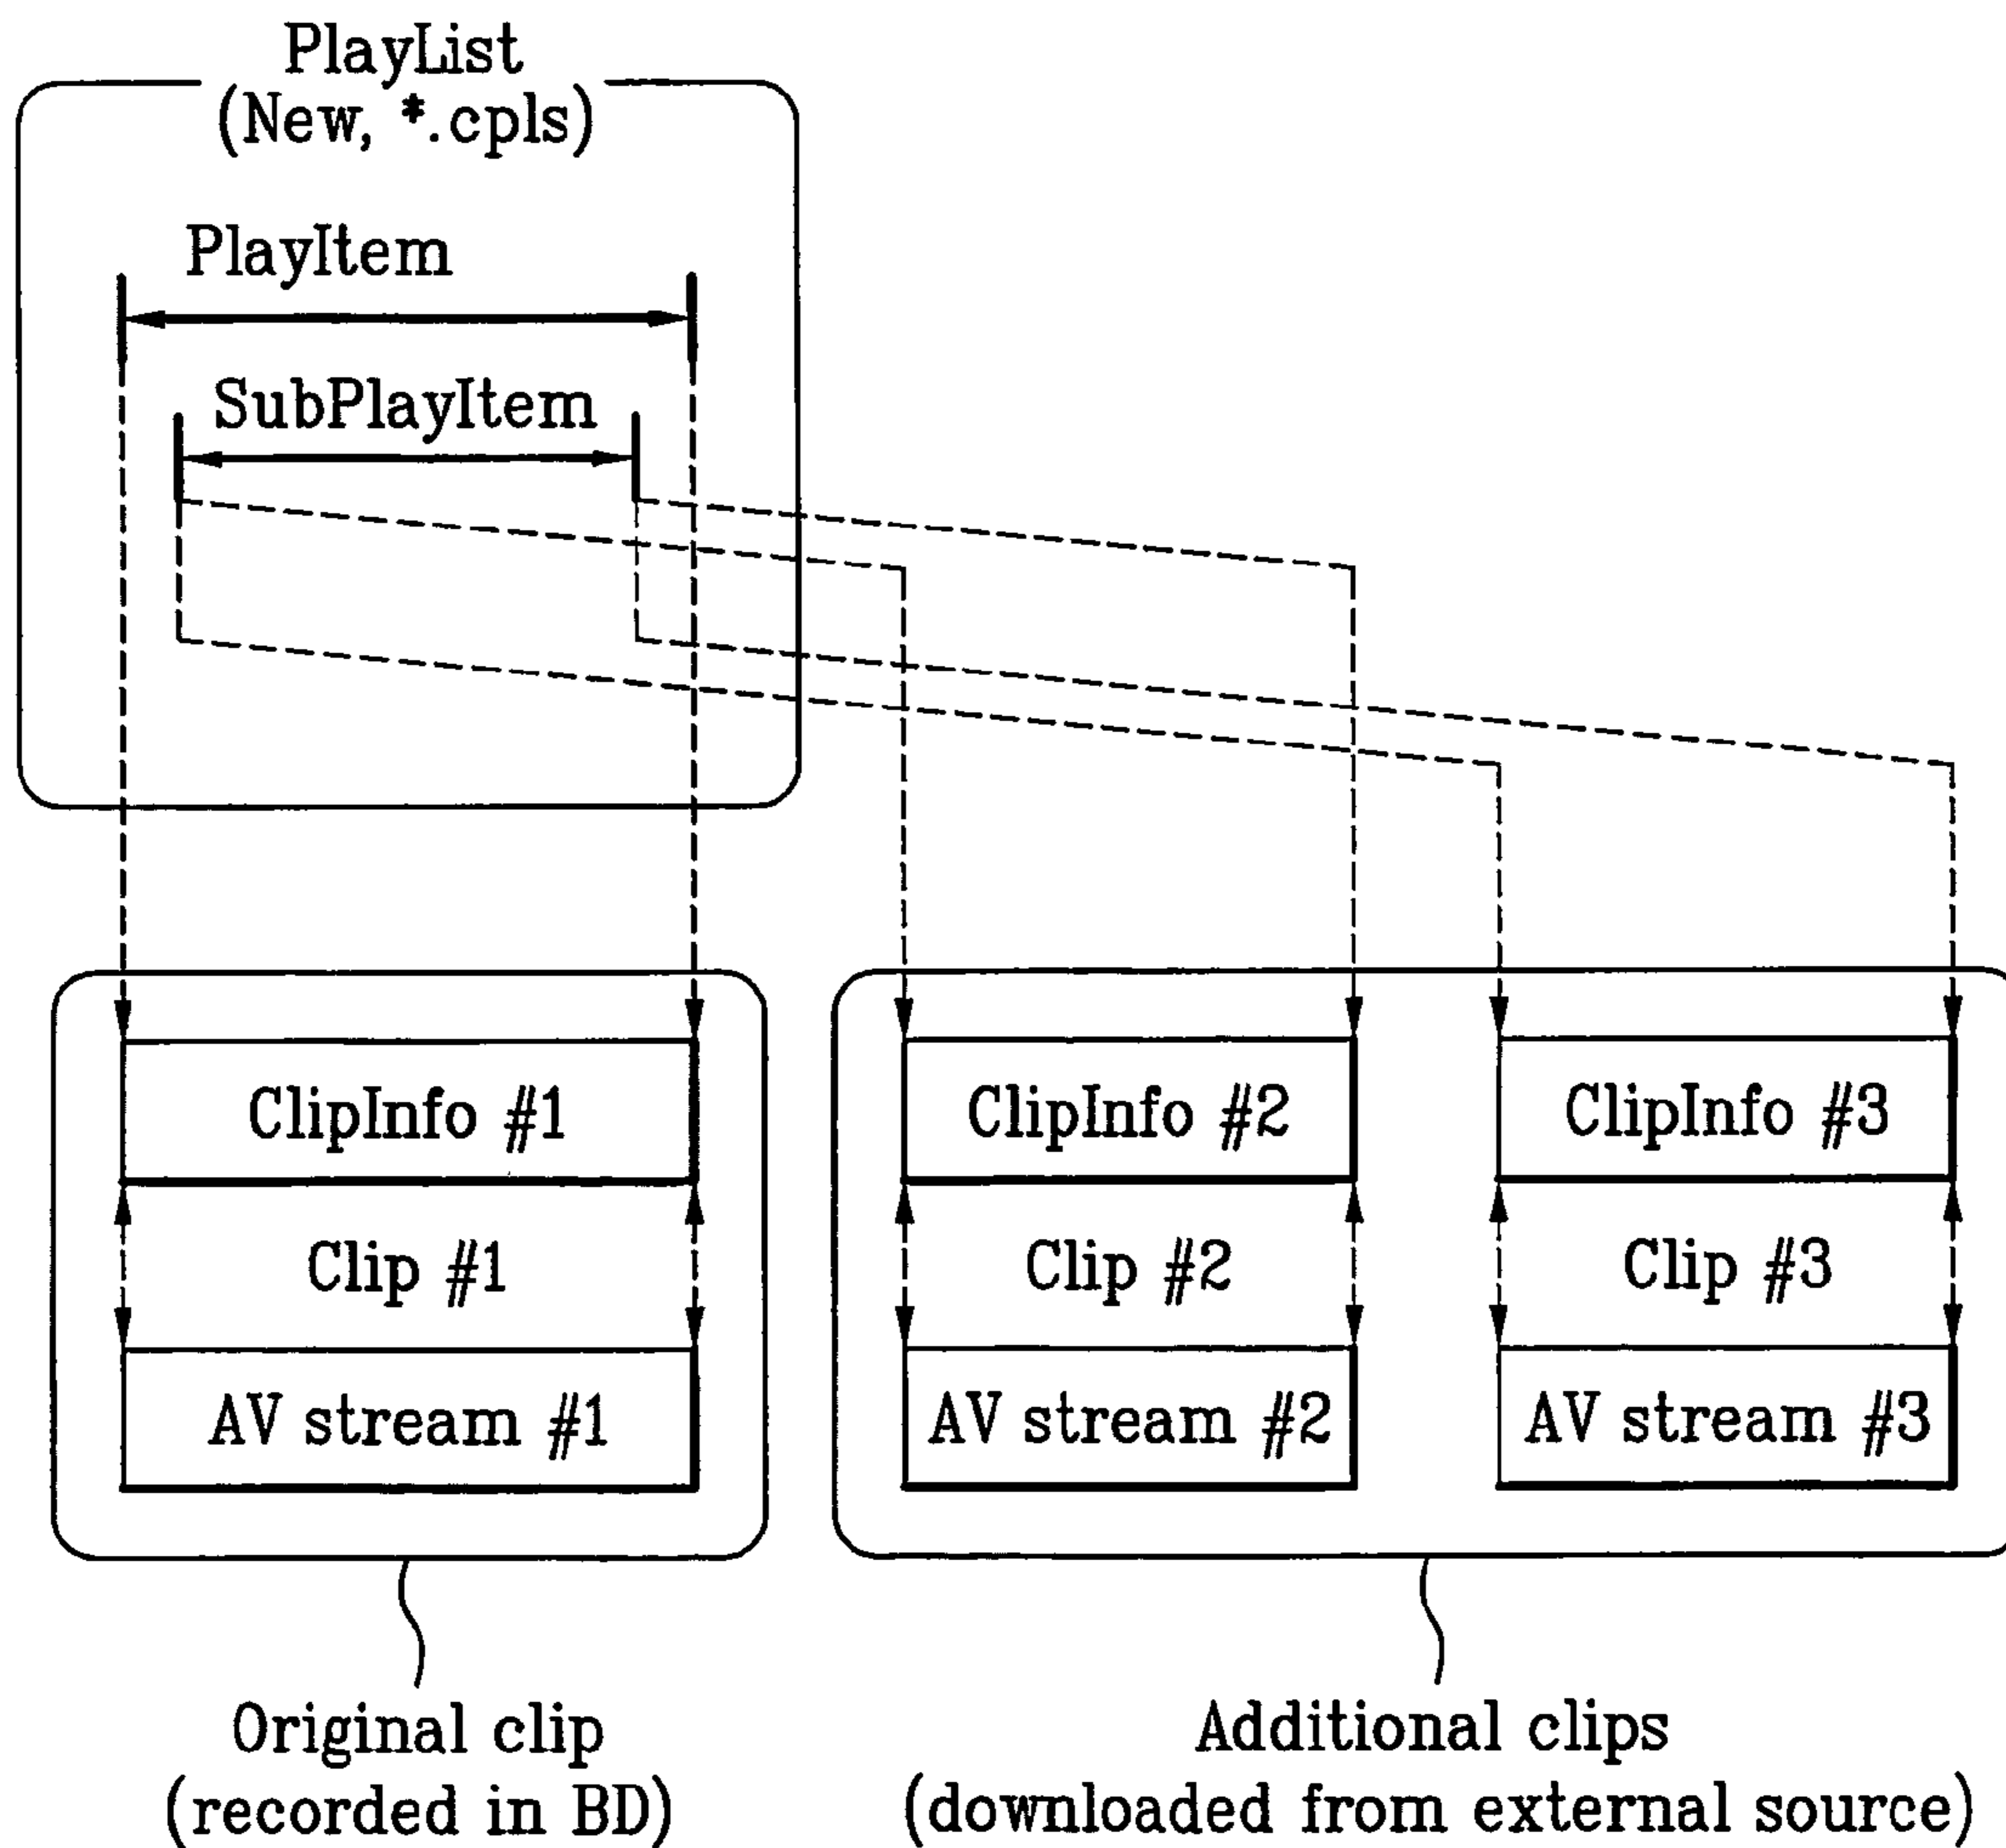 PlayList
(New, *.cpls)
PlayItem
SubPlayItem
ClipInfo #1
ClipInfo #2
ClipInfo #3
Clip #1
Clip #2
Clip #3
AV stream #1
AV stream #2
AV stream #3
Original clip
(recorded in BD)
Additional clips
(downloaded from external source)